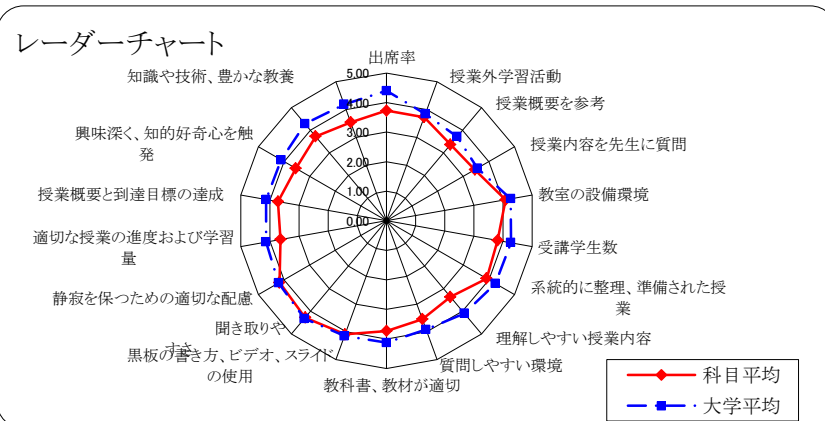 レーダーチャート
出席率
授業外学習活動
授業概要を参考
授業内容を先生に質問
教室の設備環境
受講学生数
系統的に整理、準備された授
業
理解しやすい授業内容
質問しやすい環境
教科書、教材が適切
黒板の書き方、ビデオ、スライド
の使用
聞き取りや
すさ
静寂を保つための適切な配慮
適切な授業の進度および学習
量
授業概要と到達目標の達成
興味深く、知的好奇心を触
発
知識や技術、豊かな教養
5.00
4.00
3.00
2.00
1.00
0.00
科目平均
大学平均